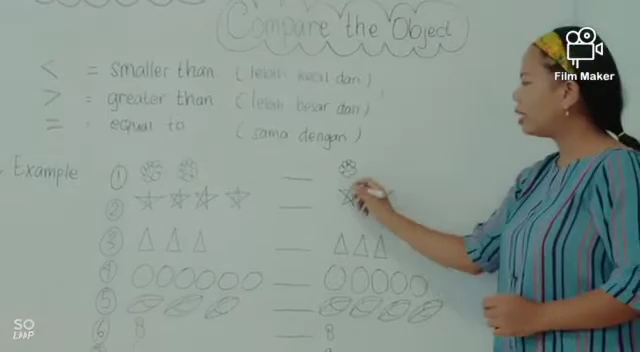 Compare the Object
Film Maker
< = smaller than (lebih kecil dari)
> = greater than (lebih besar dari)
= = equal to (sama dengan)
Example
1 —
2 —
3 —
4 —
5 —
6 8 — 8